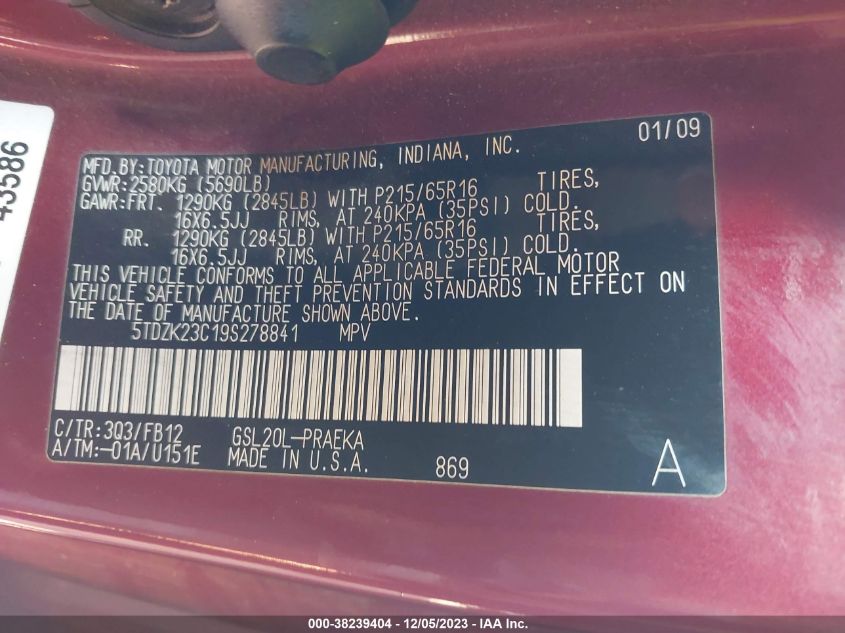 43586
01/09
MFD.BY:TOYOTA MOTOR MANUFACTURING, INDIANA, INC.
GVWR:2580KG (5690LB)
GAWR:FRT. 1290KG (2845LB) WITH P215/65R16 TIRES,
16X6.5JJ RIMS, AT 240KPA (35PSI) COLD.
RR. 1290KG (2845LB) WITH P215/65R16 TIRES,
16X6.5JJ RIMS, AT 240KPA (35PSI) COLD.
THIS VEHICLE CONFORMS TO ALL APPLICABLE FEDERAL MOTOR
VEHICLE SAFETY AND THEFT PREVENTION STANDARDS IN EFFECT ON
THE DATE OF MANUFACTURE SHOWN ABOVE.
5TDZK23C19S278841 MPV
C/TR:3Q3/FB12 GSL20L-PRAEKA
A/TM:-01A/U151E MADE IN U.S.A. 869
A
000-38239404 - 12/05/2023 - IAA Inc.